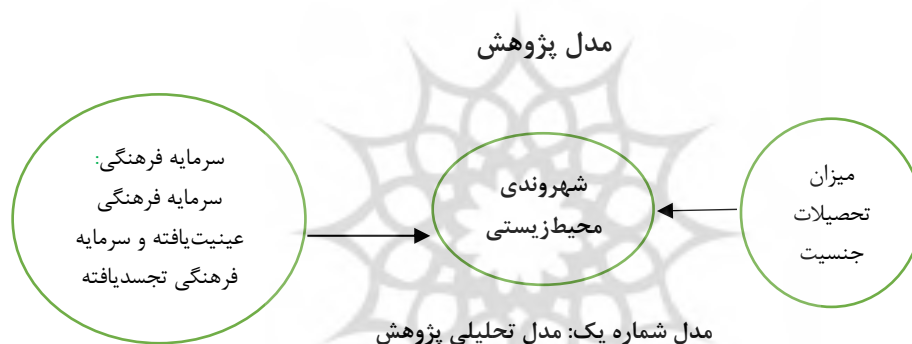 مدل پژوهش
میزان
تحصیلات
جنسیت
شهروندی
محیط‌زیستی
سرمایه فرهنگی:
سرمایه فرهنگی
عینیت‌یافته و سرمایه
فرهنگی تجسدیافته
مدل شماره یک: مدل تحلیلی پژوهش